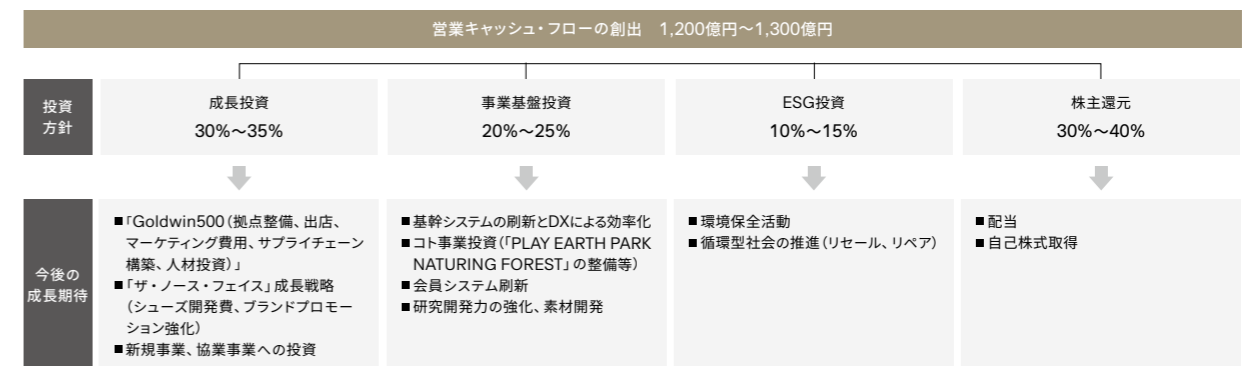 営業キャッシュ・フローの創出　1,200億円～1,300億円
投資
方針
成長投資
30%～35%
事業基盤投資
20%～25%
ESG投資
10%～15%
株主還元
30%～40%
今後の
成長期待
■「Goldwin500（拠点整備、出店、
マーケティング費用、サプライチェーン
構築、人材投資）」
■「ザ・ノース・フェイス」成長戦略
（シューズ開発費、ブランドプロモー
ション強化）
■新規事業、協業事業への投資
■基幹システムの刷新とDXによる効率化
■コト事業投資（「PLAY EARTH PARK
NATURING FOREST」の整備等）
■会員システム刷新
■研究開発力の強化、素材開発
■環境保全活動
■循環型社会の推進（リセール、リペア）
■配当
■自己株式取得